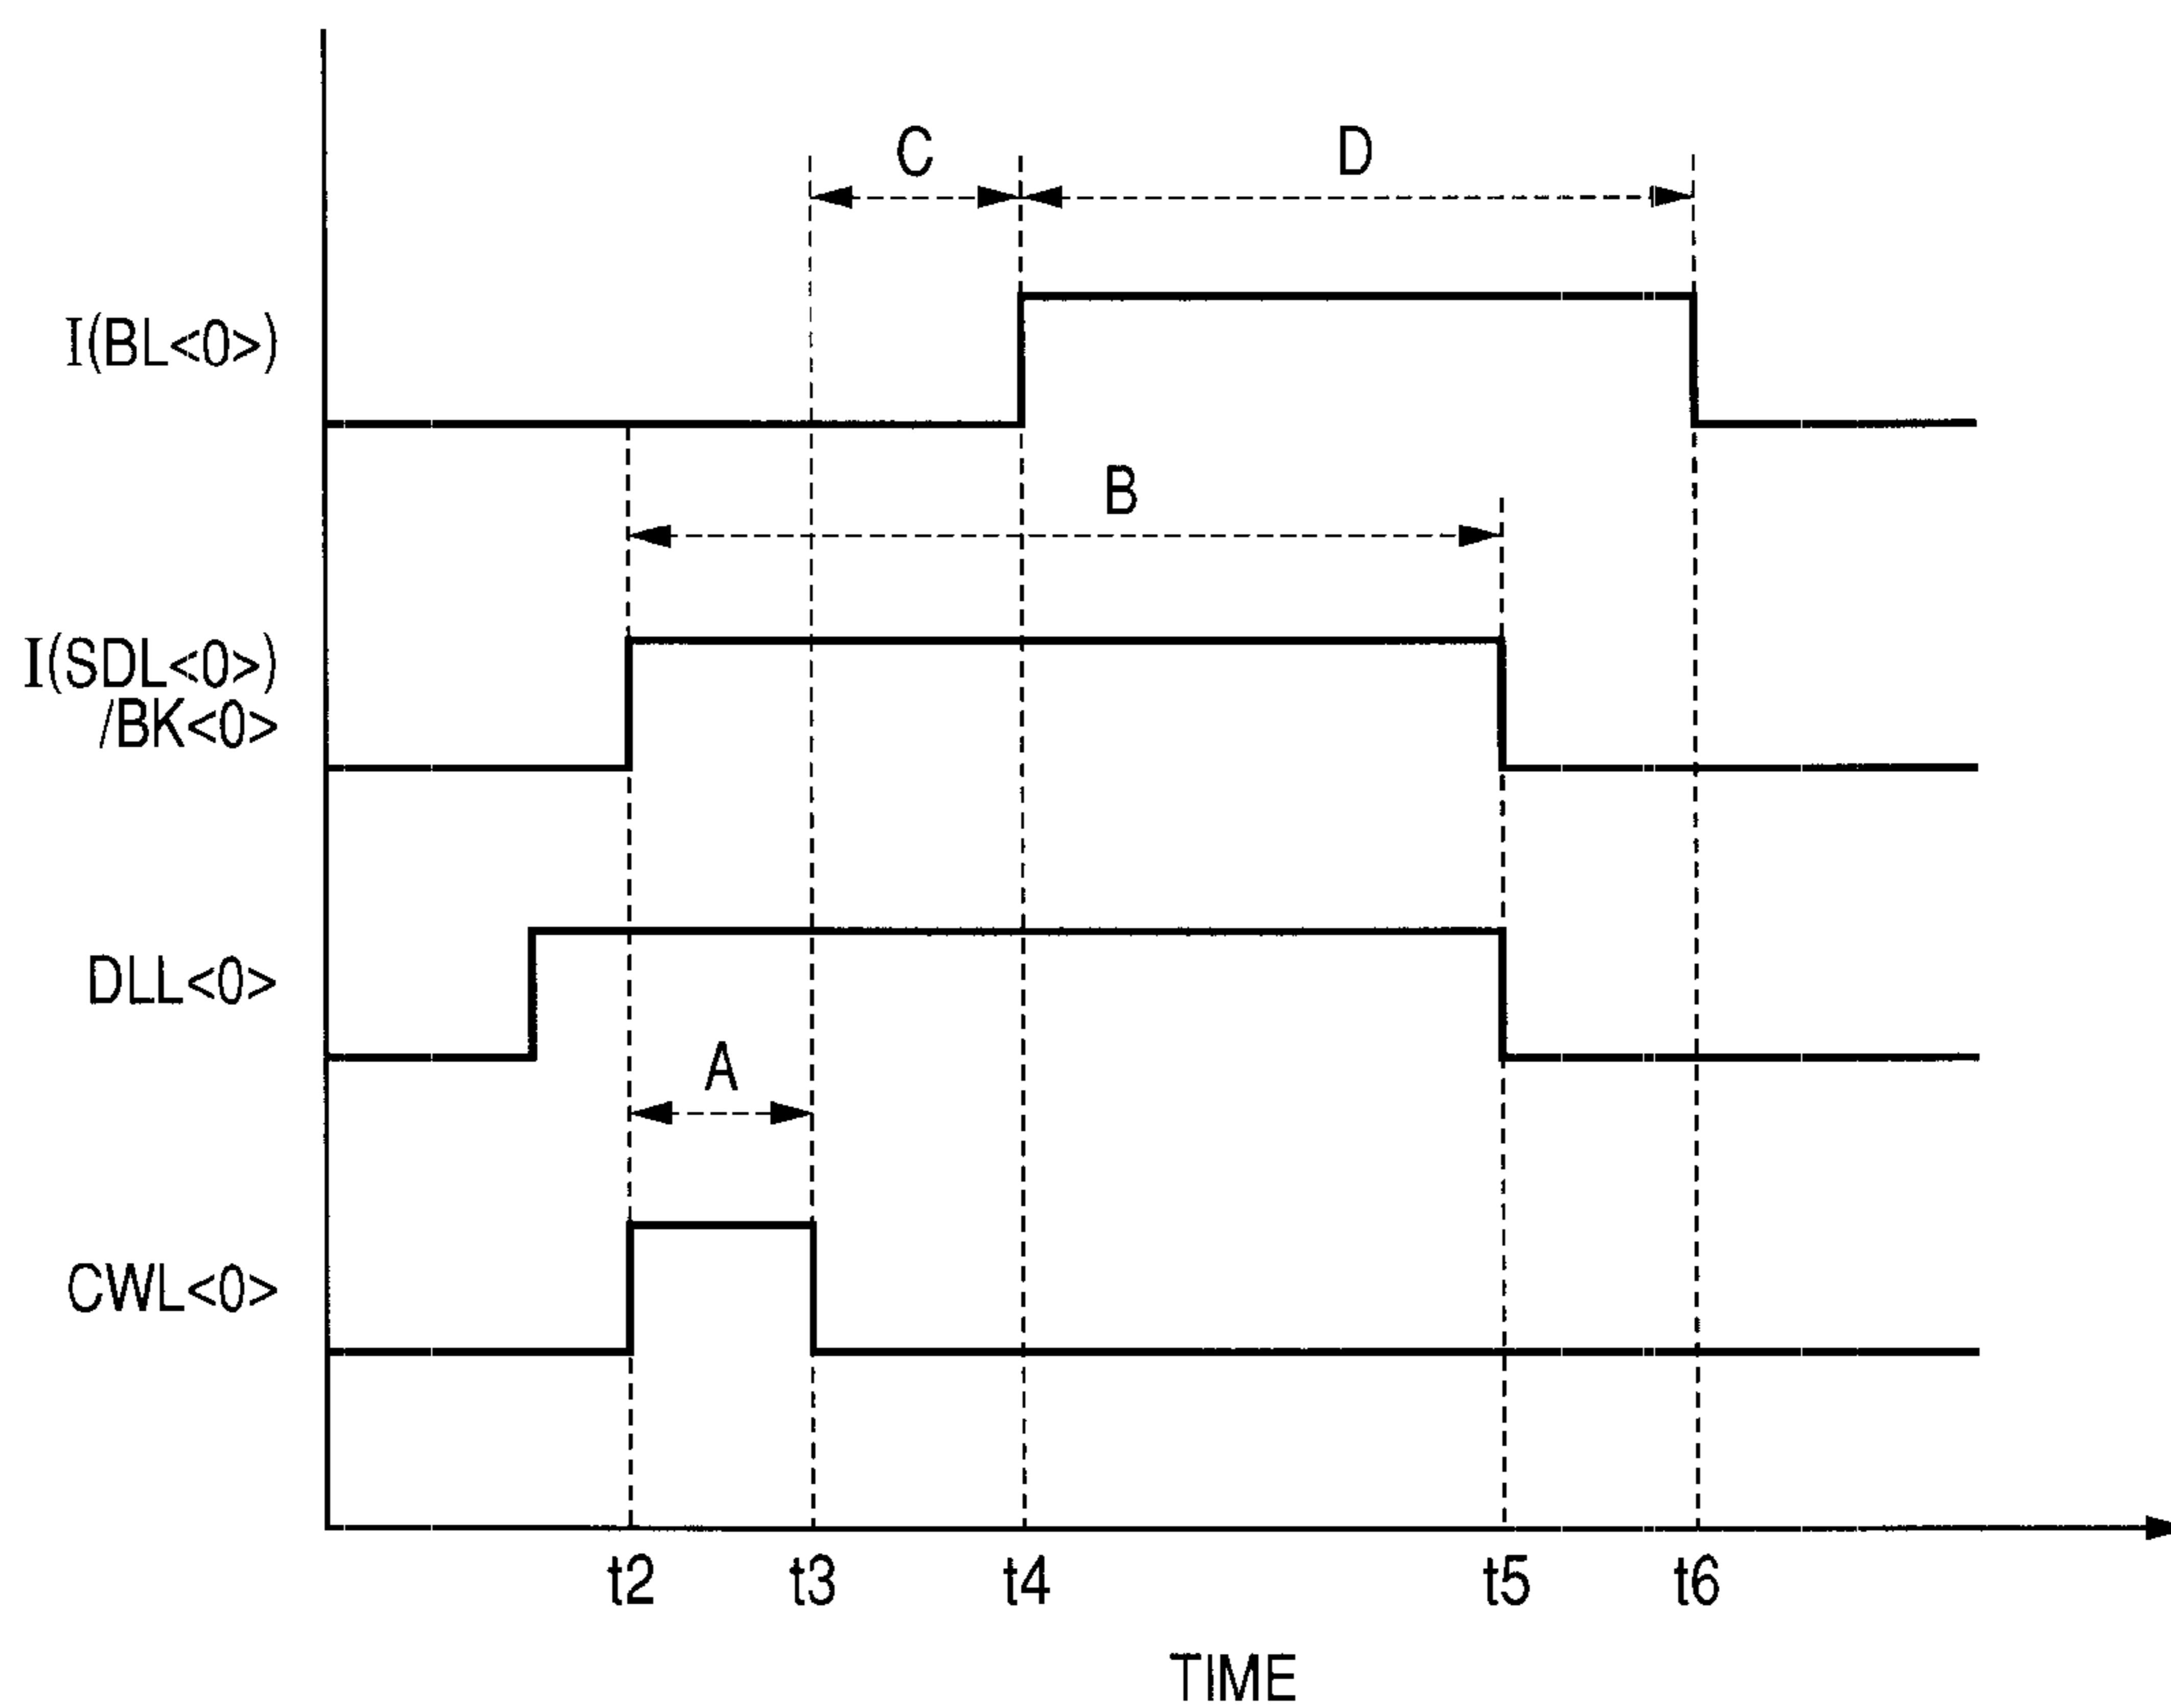 C
D
I(BL<0>)
B
I(SDL<0>)
/BK<0>
DLL<0>
A
CWL<0>
t2
t3
t4
t5
t6
TIME